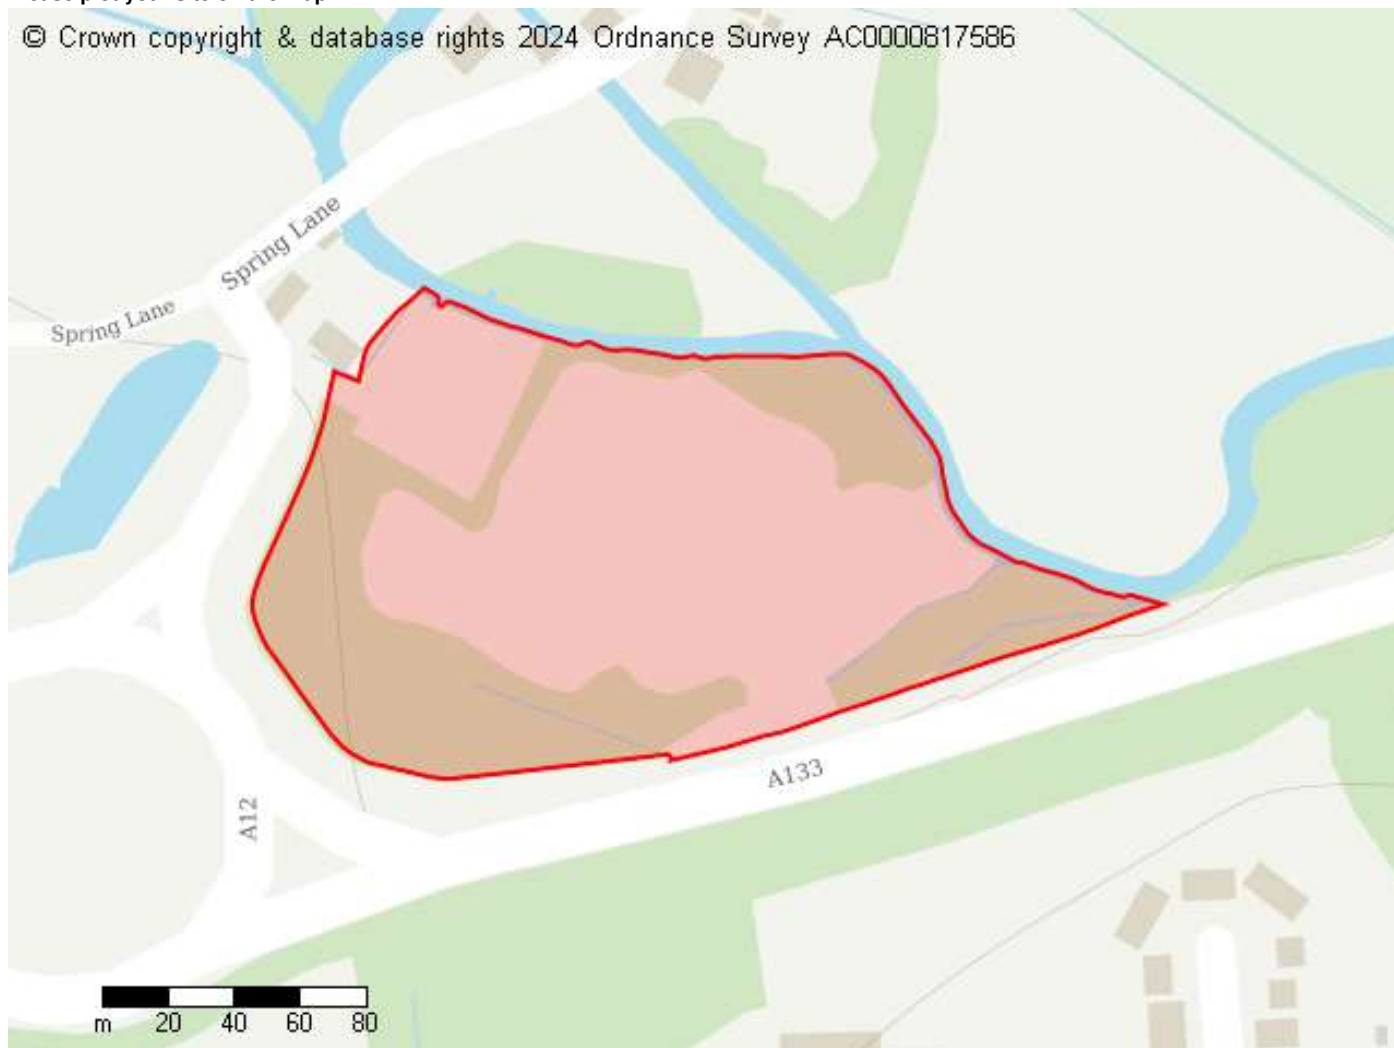 © Crown copyright & database rights 2024 Ordnance Survey AC0000817586
Spring Lane
Spring Lane
A133
A12
m 20 40 60 80